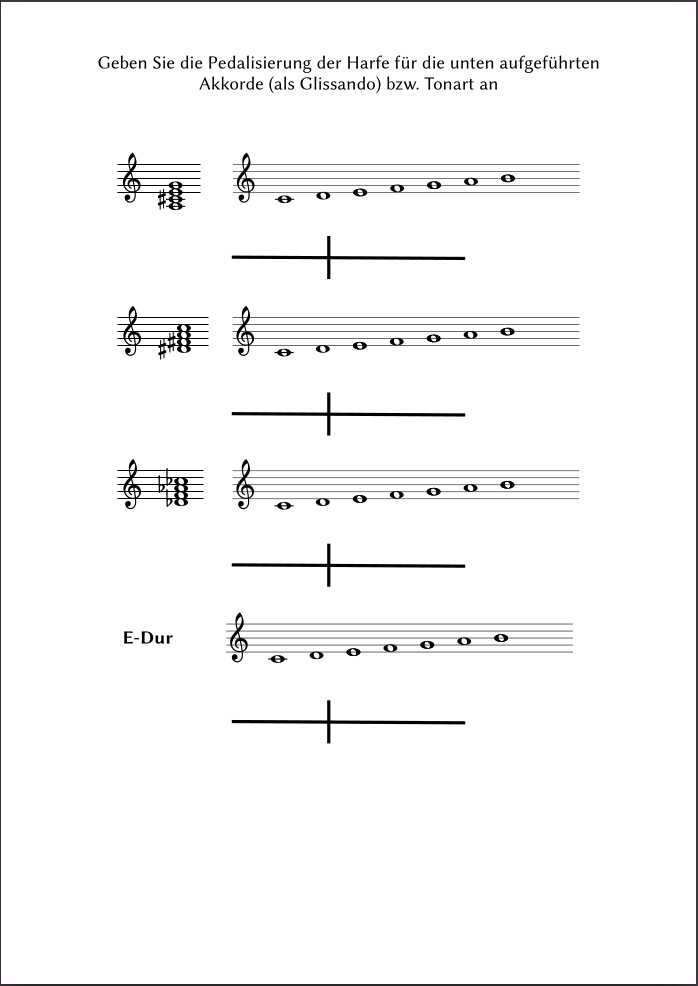 Geben Sie die Pedalisierung der Harfe für die unten aufgeführten
Akkorde (als Glissando) bzw. Tonart an
E-Dur